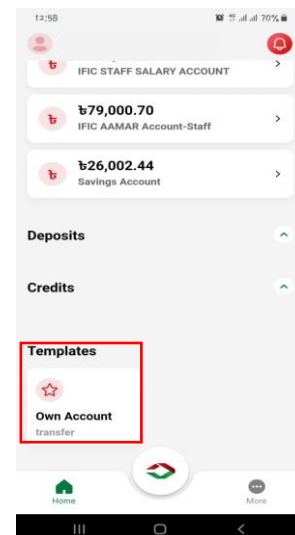 12:58
70%
৳
IFIC STAFF SALARY ACCOUNT
৳
৳79,000.70
IFIC AAMAR Account-Staff
৳
৳26,002.44
Savings Account
Deposits
Credits
Templates
Own Account
transfer
Home
More